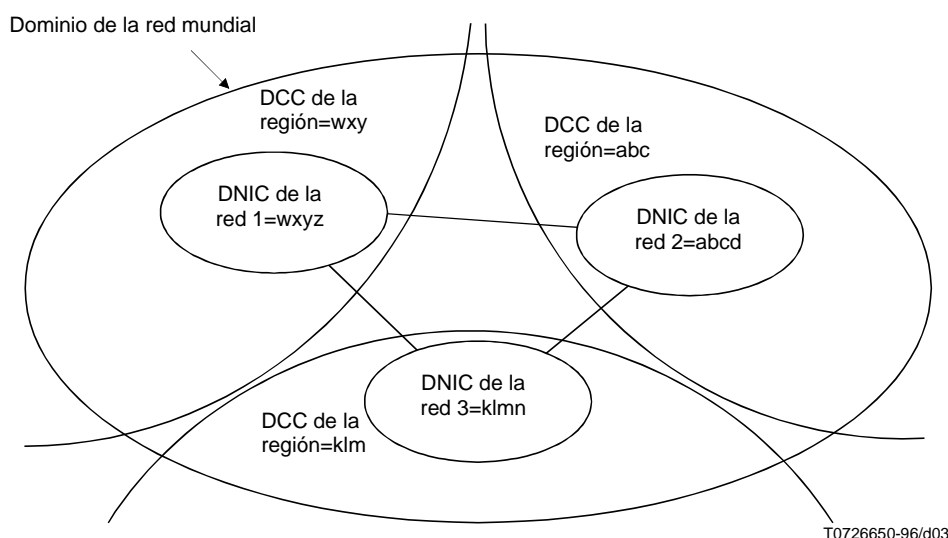 Dominio de la red mundial
DCC de la
región=wxy
DCC de la
región=abc
DNIC de la
red 1=wxyz
DNIC de la
red 2=abcd
DNIC de la
red 3=klmn
DCC de la
región=klm
T0726650-96/d03